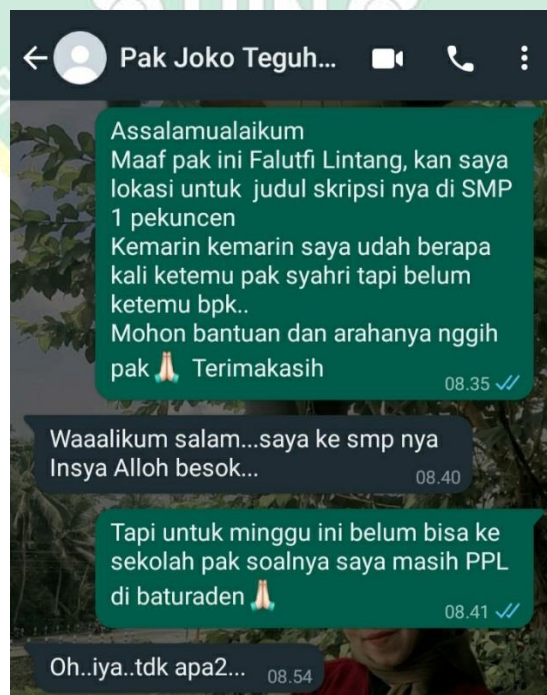 Pak Joko Teguh...
Assalamualaikum
Maaf pak ini Falutfi Lintang, kan saya
lokasi untuk judul skripsi nya di SMP
1 pekuncen
Kemarin kemarin saya udah berapa
kali ketemu pak syahri tapi belum
ketemu bpk..
Mohon bantuan dan arahanya nggih
pak 🙏🏻 Terimakasih
08.35
Waaalikum salam...saya ke smp nya
Insya Alloh besok...
08.40
Tapi untuk minggu ini belum bisa ke
sekolah pak soalnya saya masih PPL
di baturaden 🙏🏻
08.41
Oh..iya..tdk apa2...
08.54